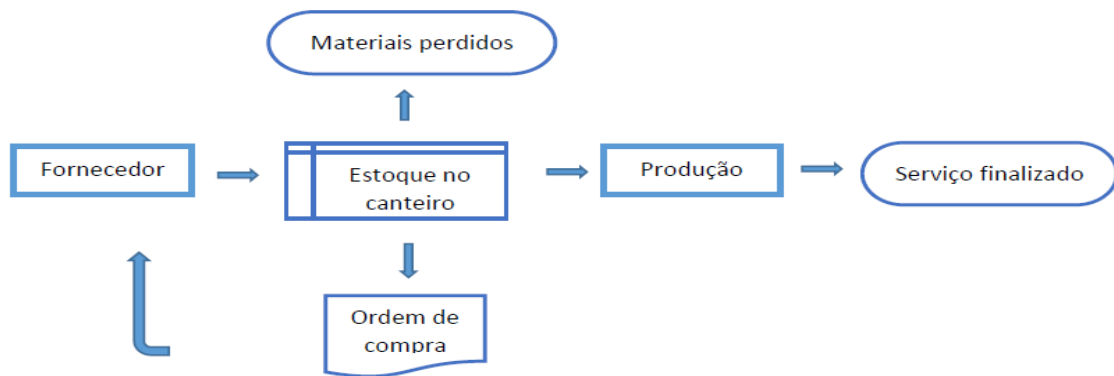 Materiais perdidos
Fornecedor
Estoque no
canteiro
Produção
Serviço finalizado
Ordem de
compra